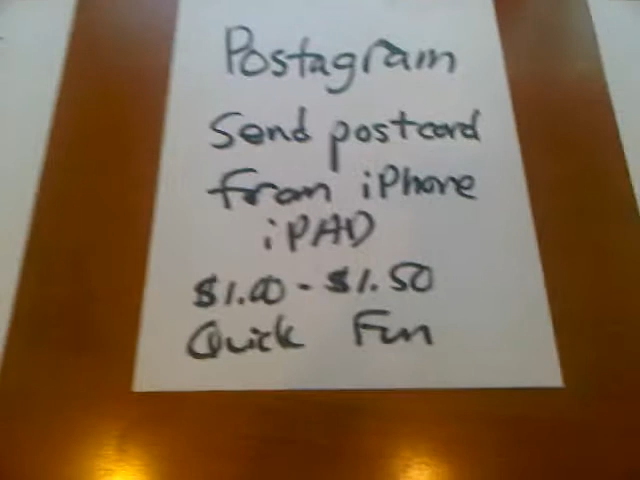 Postagram
Send postcard
from iPhone
iPAD
$1.00 - $1.50
Quick Fun